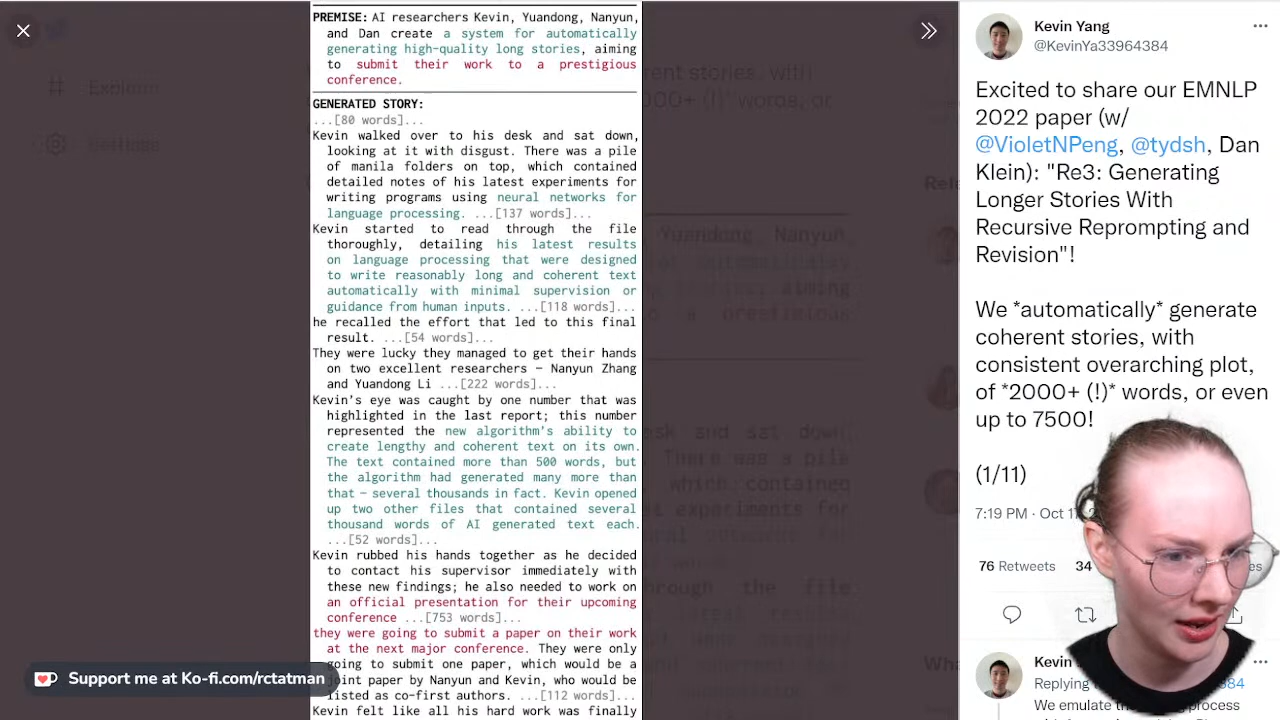 PREMISE: AI researchers Kevin, Yuandong, Nanyun,
and Dan create a system for automatically
generating high-quality long stories, aiming
to submit their work to a prestigious
conference.
GENERATED STORY:
...[80 words]...
Kevin walked over to his desk and sat down,
looking at it with disgust. There was a pile
of manila folders on top, which contained
detailed notes of his latest experiments for
writing programs using neural networks for
language processing. ...[137 words]...
Kevin started to read through the file
thoroughly, detailing his latest results
on language processing that were designed
to write reasonably long and coherent text
automatically with minimal supervision or
guidance from human inputs. ...[118 words]...
he recalled the effort that led to this final
result. ...[54 words]...
They were lucky they managed to get their hands
on two excellent researchers — Nanyun Zhang
and Yuandong Li ...[222 words]...
Kevin's eye was caught by one number that was
highlighted in the last report; this number
represented the new algorithm's ability to
create lengthy and coherent text on its own.
The text contained more than 500 words, but
the algorithm had generated many more than
that — several thousands in fact. Kevin opened
up two other files that contained several
thousand words of AI generated text each.
...[52 words]...
Kevin rubbed his hands together as he decided
to contact his supervisor immediately with
these new findings; he also needed to work on
an official presentation for their upcoming
conference ...[753 words]...
they were going to submit a paper on their work
at the next major conference. They were only
going to submit one paper, which would be a
joint paper by Nanyun and Kevin, who would be
listed as co-first authors. ...[112 words]...
Kevin felt like all his hard work was finally
Support me at Ko-fi.com/rctatman
Explore
Settings
Kevin Yang
@KevinYa33964384
Excited to share our EMNLP
2022 paper (w/
@VioletNPeng, @tydsh, Dan
Klein): "Re3: Generating
Longer Stories With
Recursive Reprompting and
Revision"!
We *automatically* generate
coherent stories, with
consistent overarching plot,
of *2000+ (!)* words, or even
up to 7500!
(1/11)
7:19 PM · Oct
76 Retweets 34
Kevin
Replying
We emulate the process